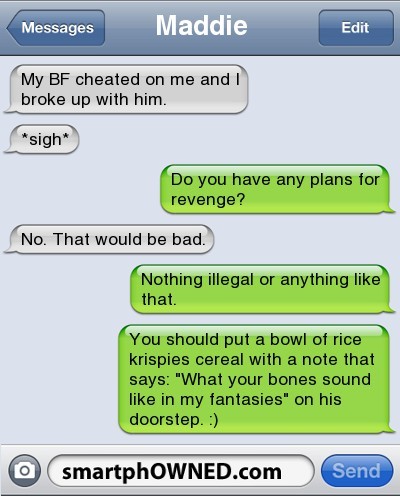 Messages
Maddie
Edit
My BF cheated on me and I
broke up with him.
*sigh*
Do you have any plans for
revenge?
No. That would be bad.
Nothing illegal or anything like
that.
You should put a bowl of rice
krispies cereal with a note that
says: "What your bones sound
like in my fantasies" on his
doorstep. :)
smartphOWNED.com
Send